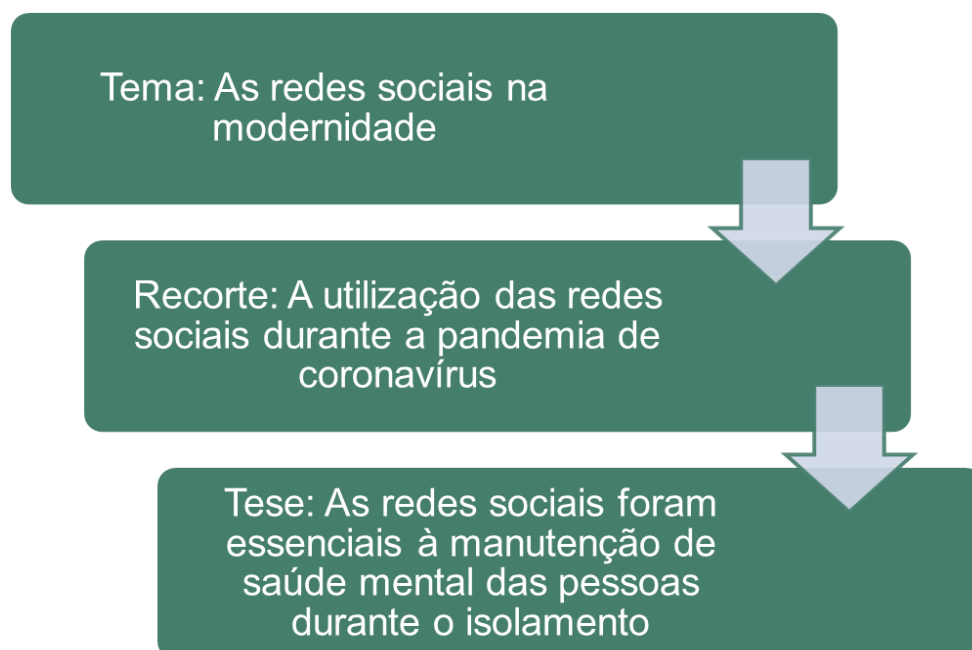 Tema: As redes sociais na
modernidade
Recorte: A utilização das redes
sociais durante a pandemia de
coronavírus
Tese: As redes sociais foram
essenciais à manutenção de
saúde mental das pessoas
durante o isolamento